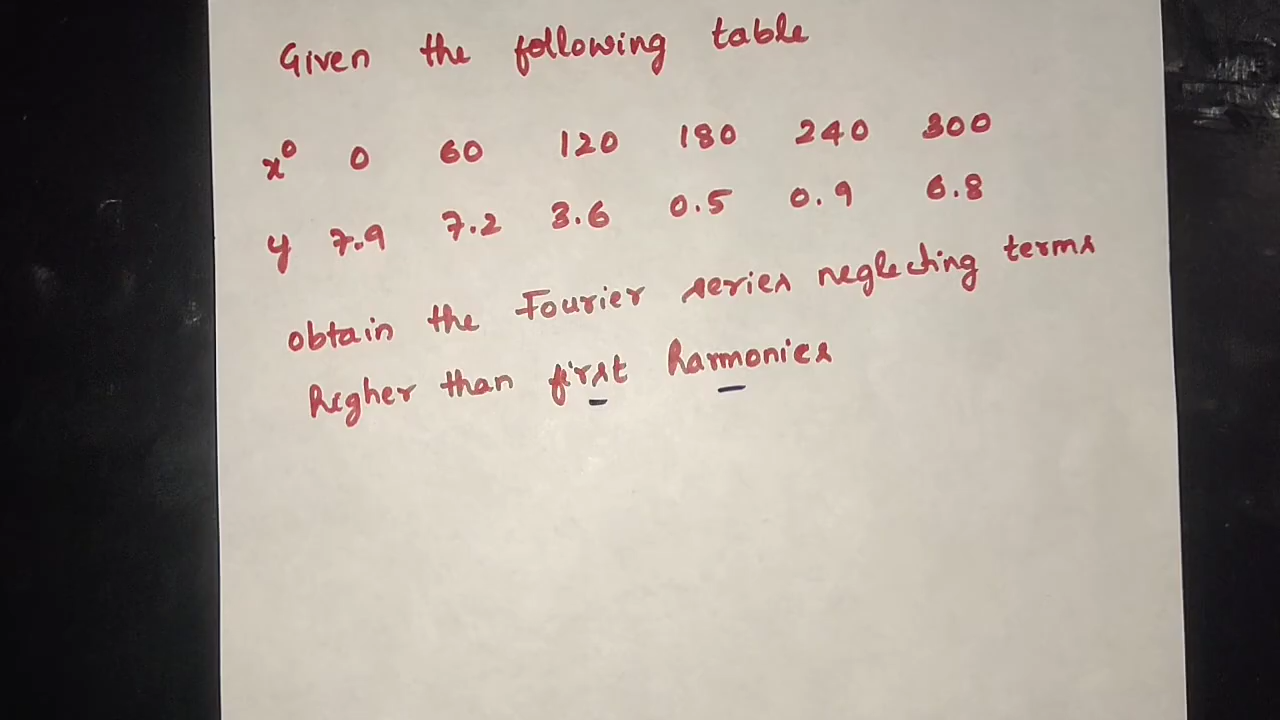 Given the following table
x⁰ 0 60 120 180 240 300
y 7.9 7.2 3.6 0.5 0.9 6.8
obtain the Fourier series neglecting terms
higher than first harmonics